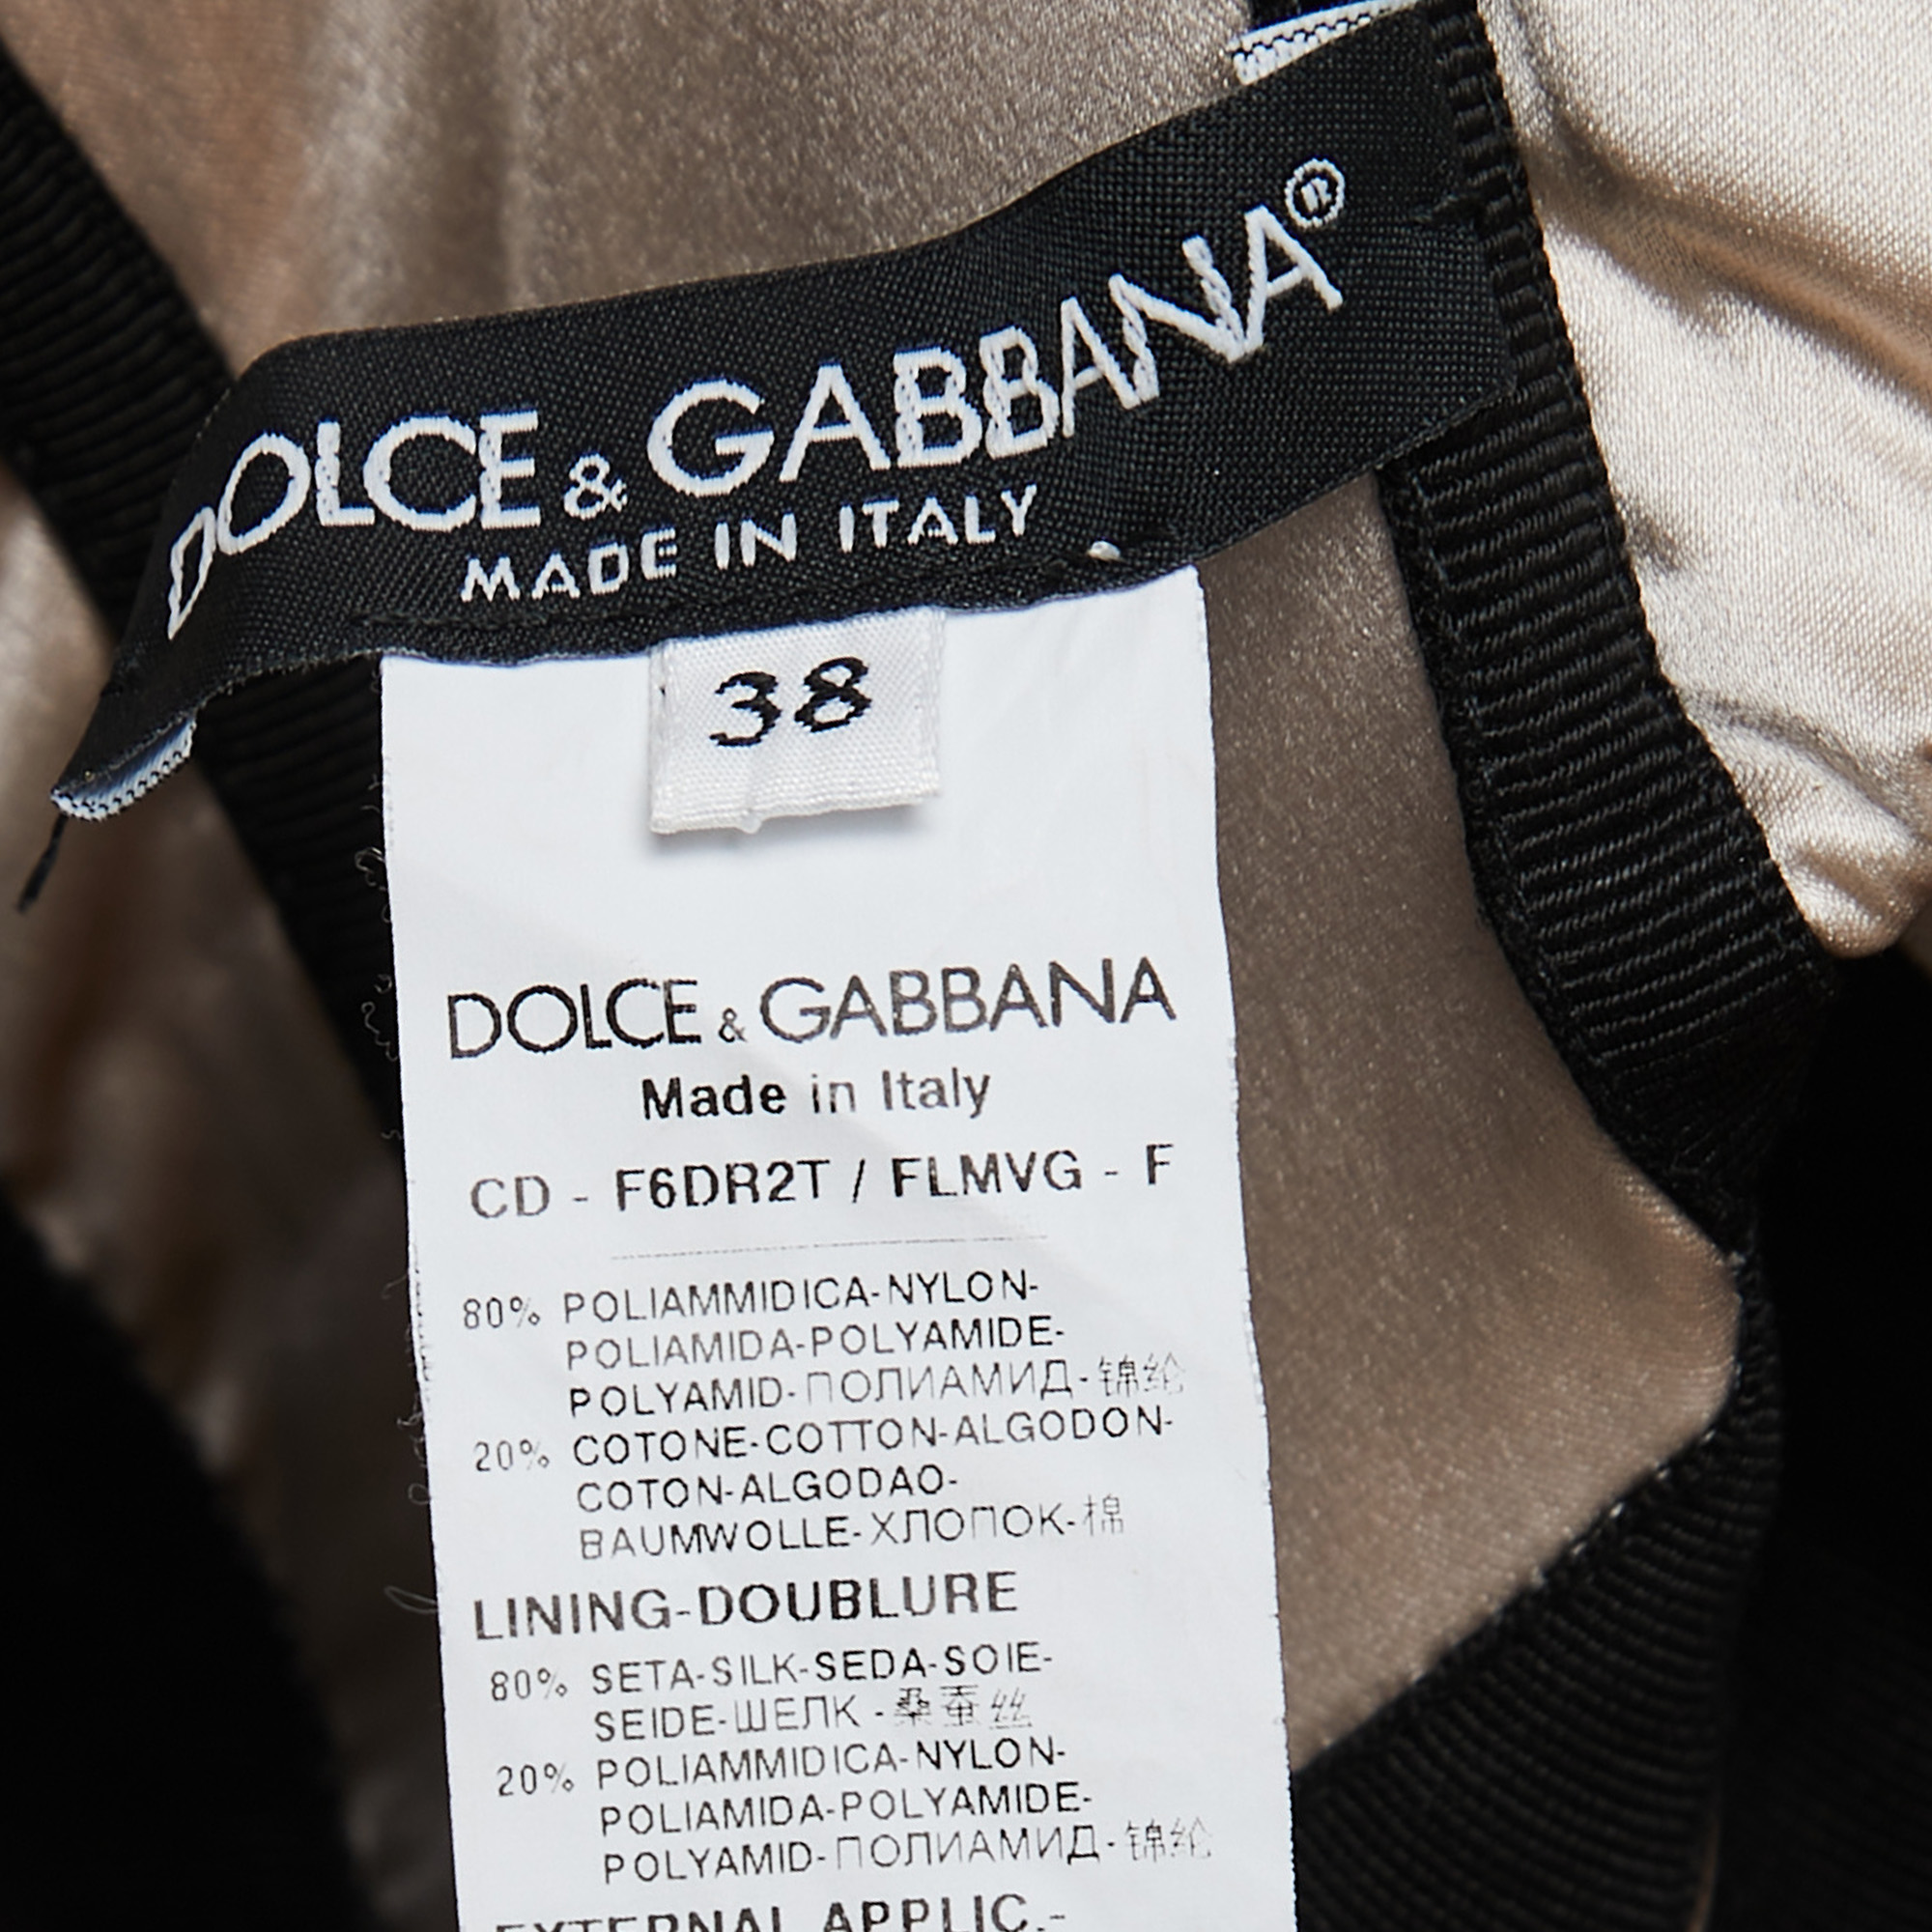 DOLCE & GABBANA®
MADE IN ITALY
38
DOLCE & GABBANA
Made in Italy
CD - F6DR2T / FLMVG - F
80% POLIAMMIDICA-NYLON-
POLIAMIDA-POLYAMIDE-
POLYAMID-ПОЛИАМИД-锦纶
20% COTONE-COTTON-ALGODON-
COTON-ALGODAO-
BAUMWOLLE-ХЛОПОК-棉
LINING-DOUBLURE
80% SETA-SILK-SEDA-SOIE-
SEIDE-ШЕЛК-桑蚕丝
20% POLIAMMIDICA-NYLON-
POLIAMIDA-POLYAMIDE-
POLYAMID-ПОЛИАМИД-锦纶
EXTERNAL APPLIC.-